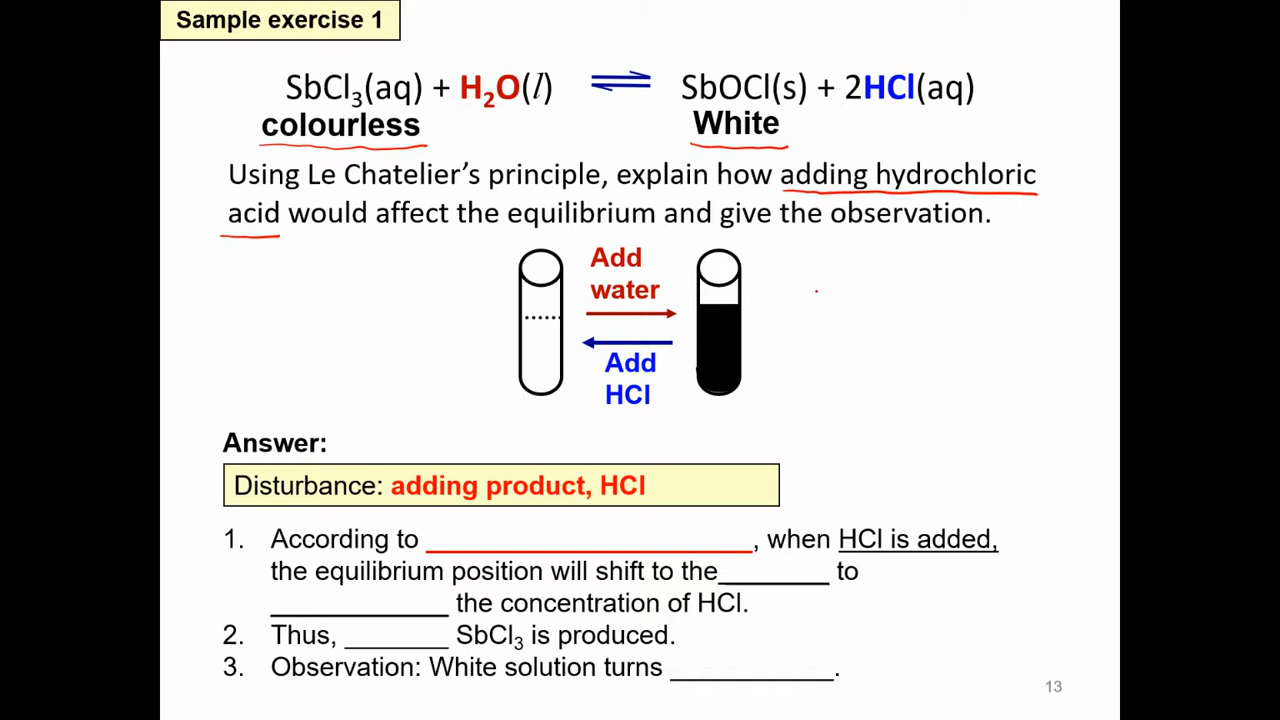 Sample exercise 1
SbCl₃(aq) + H₂O(l) ⇌ SbOCl(s) + 2HCl(aq)
colourless White
Using Le Chatelier’s principle, explain how adding hydrochloric
acid would affect the equilibrium and give the observation.
Add
water
Add
HCl
Answer:
Disturbance: adding product, HCl
1. According to ______________________, when HCl is added,
the equilibrium position will shift to the________ to
____________ the concentration of HCl.
2. Thus, _______ SbCl₃ is produced.
3. Observation: White solution turns ___________.
13